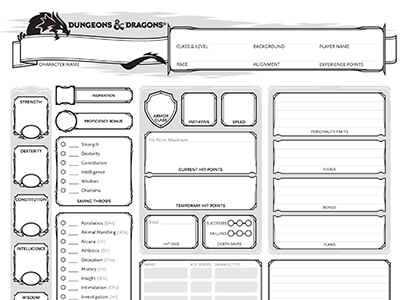 DUNGEONS & DRAGONS®
CLASS & LEVEL BACKGROUND PLAYER NAME
CHARACTER NAME
RACE ALIGNMENT EXPERIENCE POINTS
STRENGTH
DEXTERITY
CONSTITUTION
INTELLIGENCE
WISDOM
INSPIRATION
PROFICIENCY BONUS
Strength
Dexterity
Constitution
Intelligence
Wisdom
Charisma
SAVING THROWS
Acrobatics (Dex)
Animal Handling (Wis)
Arcana (Int)
Athletics (Str)
Deception (Cha)
History (Int)
Insight (Wis)
Intimidation (Cha)
Investigation (Int)
ARMOR
CLASS
INITIATIVE
SPEED
Hit Point Maximum
CURRENT HIT POINTS
TEMPORARY HIT POINTS
Total
HIT DICE
SUCCESSES
FAILURES
DEATH SAVES
NAME ATK BONUS DAMAGE/TYPE
PERSONALITY TRAITS
IDEALS
BONDS
FLAWS